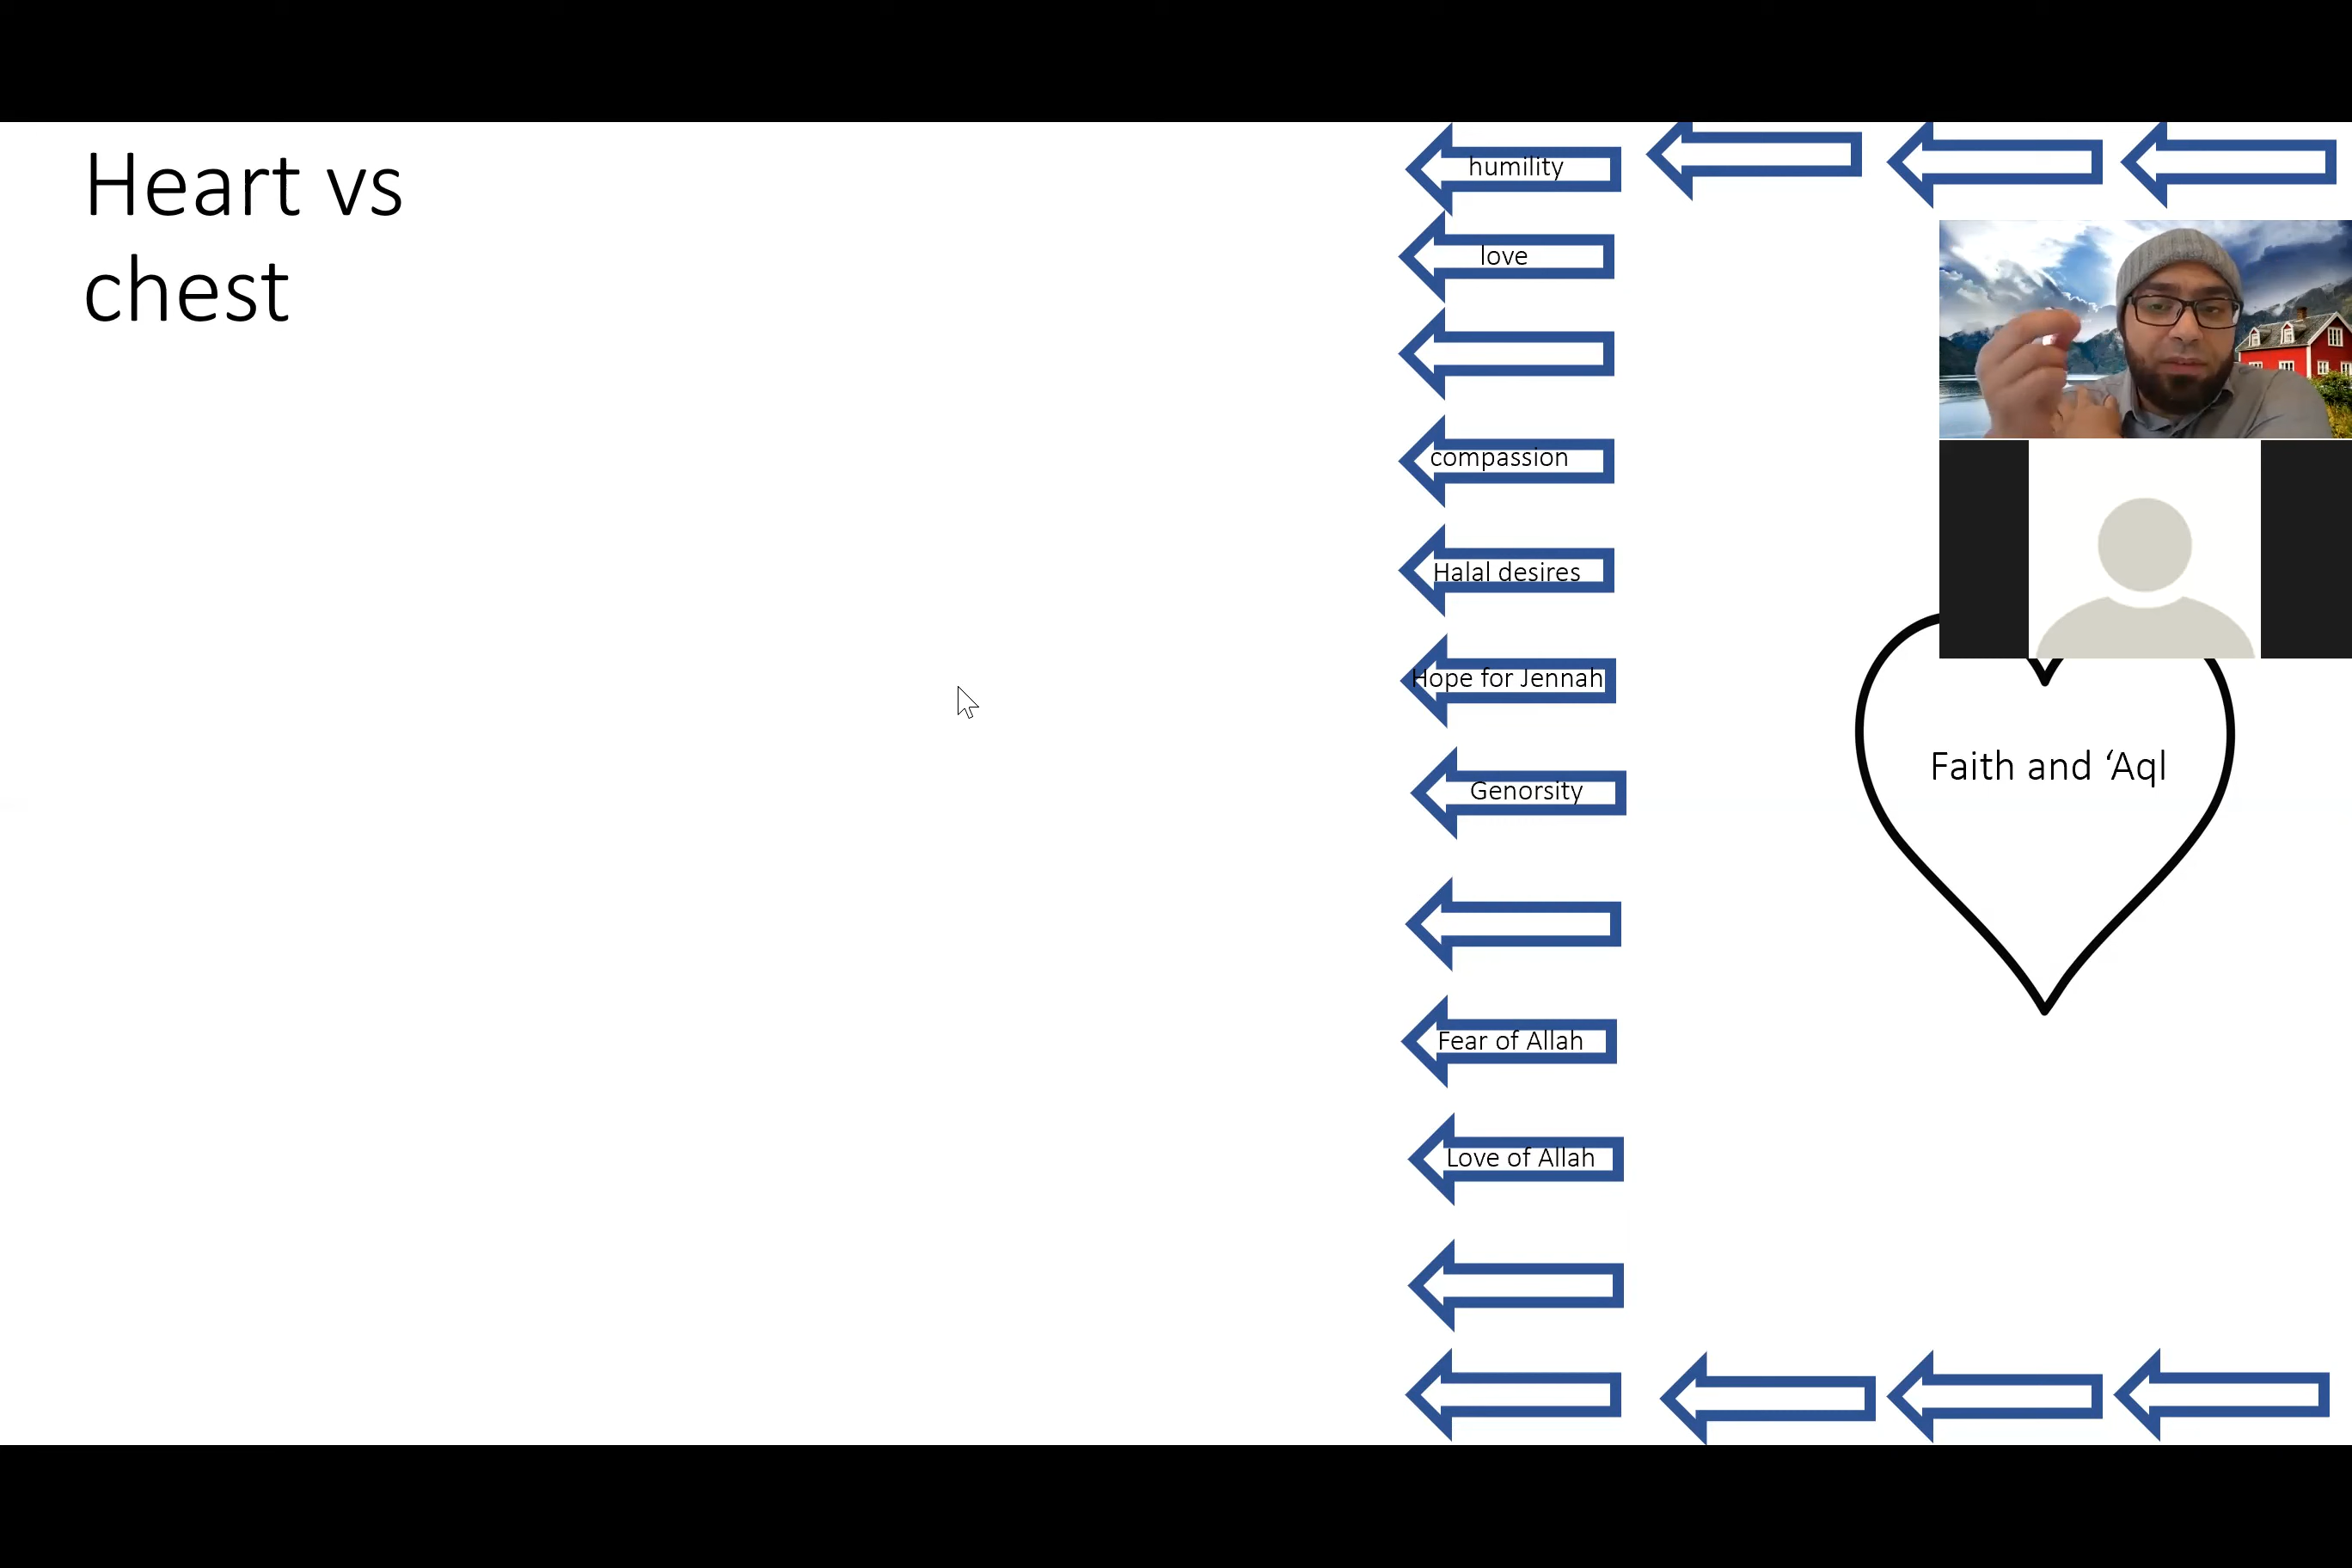 Heart vs
chest
humility
love
compassion
Halal desires
Hope for Jennah
Genorsity
Fear of Allah
Love of Allah
Faith and ‘Aql